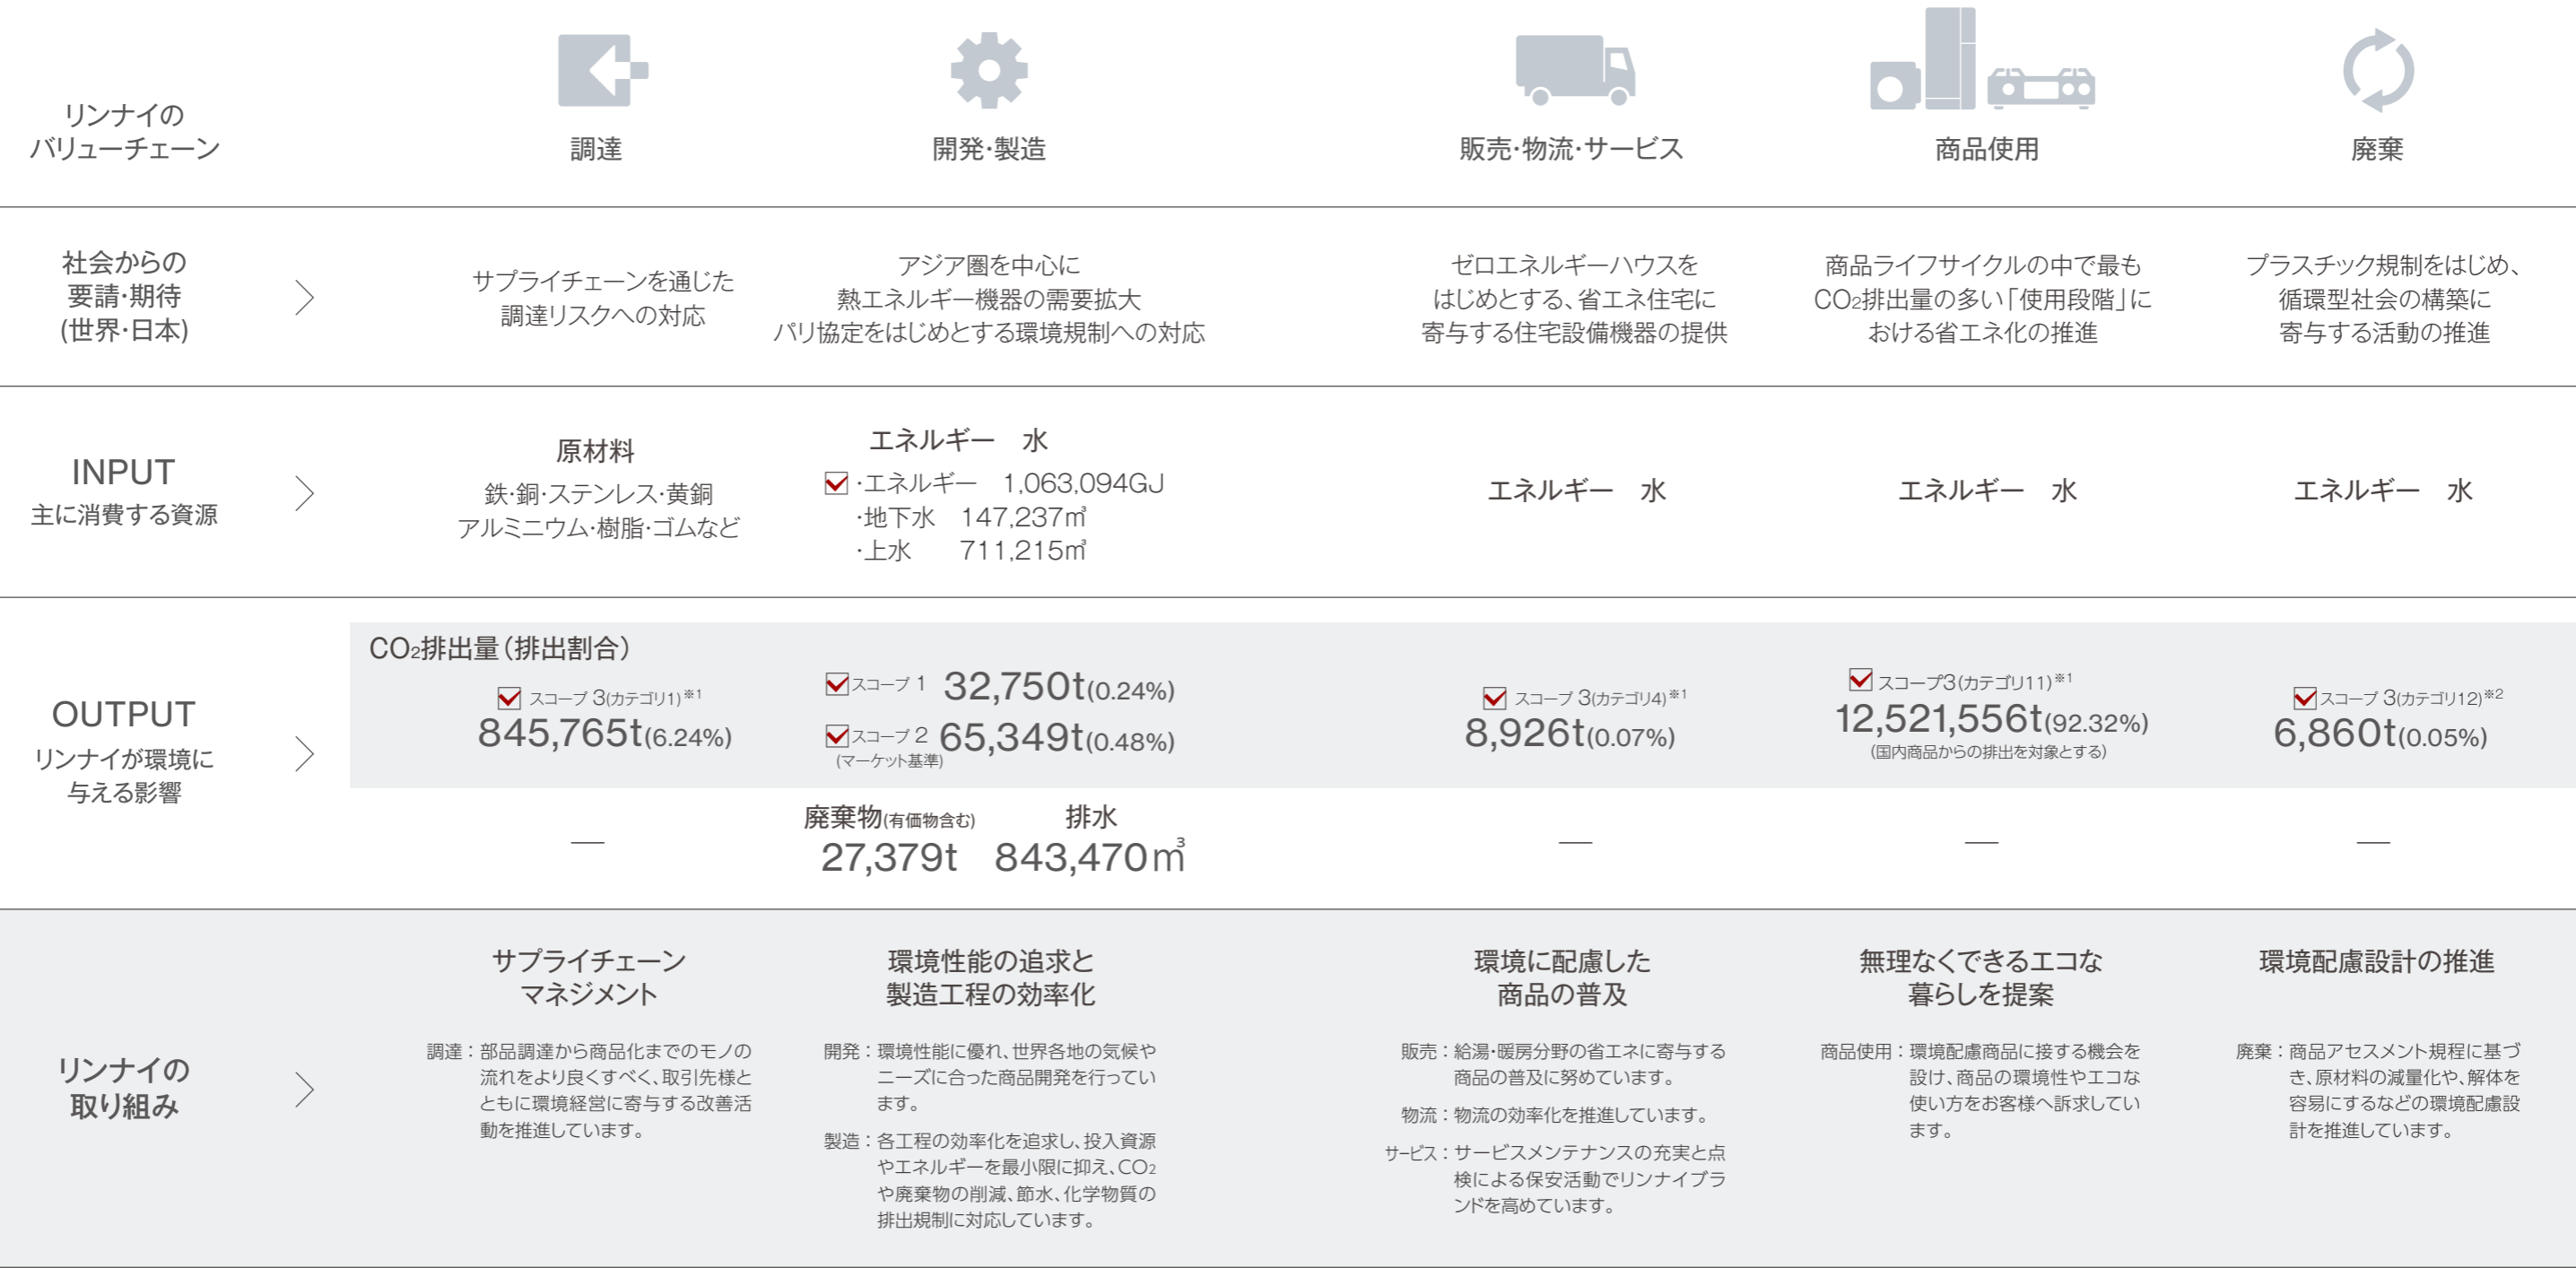 リンナイの
バリューチェーン
調達
開発・製造
販売・物流・サービス
商品使用
廃棄
社会からの
要請・期待
(世界・日本)
サプライチェーンを通じた
調達リスクへの対応
アジア圏を中心に
熱エネルギー機器の需要拡大
パリ協定をはじめとする環境規制への対応
ゼロエネルギーハウスを
はじめとする、省エネ住宅に
寄与する住宅設備機器の提供
商品ライフサイクルの中で最も
CO2排出量の多い「使用段階」に
おける省エネ化の推進
プラスチック規制をはじめ、
循環型社会の構築に
寄与する活動の推進
INPUT
主に消費する資源
原材料
鉄・銅・ステンレス・黄銅
アルミニウム・樹脂・ゴムなど
エネルギー 水
・エネルギー 1,063,094GJ
・地下水 147,237㎥
・上水 711,215㎥
エネルギー 水
エネルギー 水
エネルギー 水
OUTPUT
リンナイが環境に
与える影響
CO2排出量（排出割合）
スコープ 3(カテゴリ1)※1
845,765t(6.24%)
スコープ 1 32,750t(0.24%)
スコープ 2 65,349t(0.48%)
(マーケット基準)
スコープ 3(カテゴリ4)※1
8,926t(0.07%)
スコープ3(カテゴリ11)※1
12,521,556t(92.32%)
(国内商品からの排出を対象とする)
スコープ 3(カテゴリ12)※2
6,860t(0.05%)
—
廃棄物(有価物含む) 排水
27,379t 843,470㎥
—
—
—
リンナイの
取り組み
サプライチェーン
マネジメント
調達：部品調達から商品化までのモノの
流れをより良くすべく、取引先様と
ともに環境経営に寄与する改善活
動を推進しています。
環境性能の追求と
製造工程の効率化
開発：環境性能に優れ、世界各地の気候や
ニーズに合った商品開発を行ってい
ます。
製造：各工程の効率化を追求し、投入資源
やエネルギーを最小限に抑え、CO2
や廃棄物の削減、節水、化学物質の
排出規制に対応しています。
環境に配慮した
商品の普及
販売：給湯・暖房分野の省エネに寄与する
商品の普及に努めています。
物流：物流の効率化を推進しています。
サービス：サービスメンテナンスの充実と点
検による保安活動でリンナイブラ
ンドを高めています。
無理なくできるエコな
暮らしを提案
商品使用：環境配慮商品に接する機会を
設け、商品の環境性やエコな
使い方をお客様へ訴求してい
ます。
環境配慮設計の推進
廃棄：商品アセスメント規程に基づ
き、原材料の減量化や、解体を
容易にするなどの環境配慮設
計を推進しています。